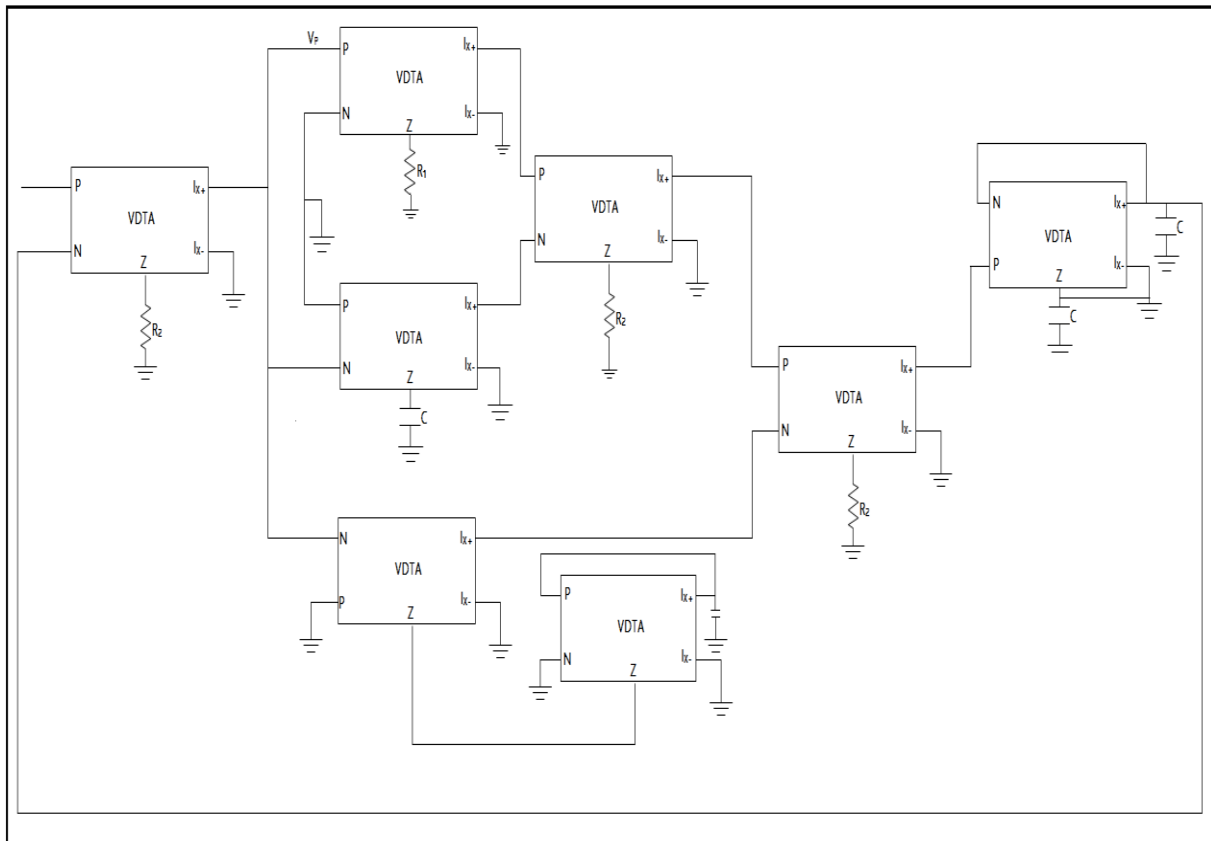 Vₚ
P Iₓ₊
VDTA
N Iₓ₋
Z
R₁
P Iₓ₊
VDTA
N Iₓ₋
Z
R₂
P Iₓ₊
VDTA
N Iₓ₋
Z
R₂
N Iₓ₊
VDTA
P Iₓ₋
Z
C
C
P Iₓ₊
VDTA
N Iₓ₋
Z
C
P Iₓ₊
VDTA
N Iₓ₋
Z
R₂
N Iₓ₊
VDTA
P Iₓ₋
Z
P Iₓ₊
VDTA
N Iₓ₋
Z